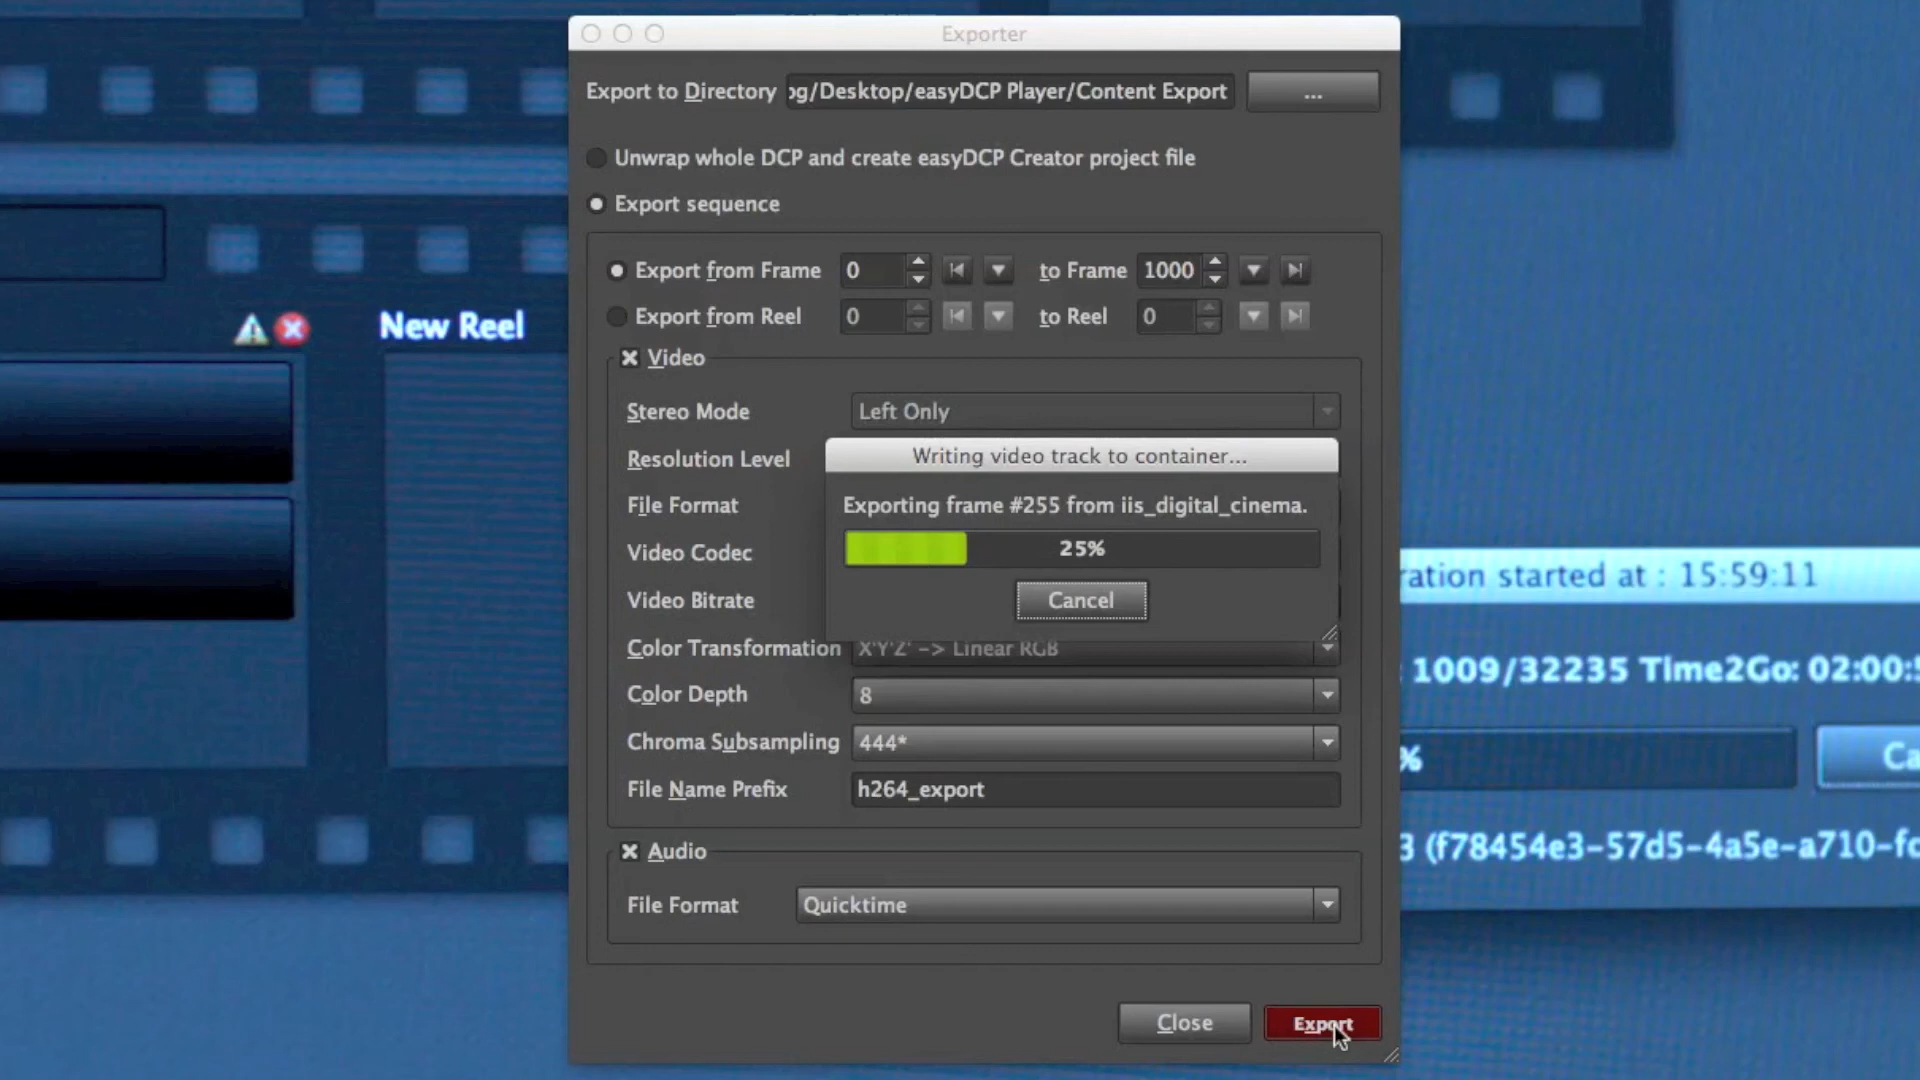 Exporter
Export to Directory og/Desktop/easyDCP Player/Content Export ...
Unwrap whole DCP and create easyDCP Creator project file
Export sequence
Export from Frame 0 to Frame 1000
Export from Reel 0 to Reel 0
New Reel
Video
Stereo Mode Left Only
Resolution Level
Writing video track to container...
File Format
Exporting frame #255 from iis_digital_cinema.
Video Codec
25%
ration started at : 15:59:11
Video Bitrate
Cancel
Color Transformation X'Y'Z' -> Linear RGB
1009/32235 Time2Go: 02:00:5
Color Depth 8
Chroma Subsampling 444*
% Ca
File Name Prefix h264_export
Audio
3 (f78454e3-57d5-4a5e-a710-fc
File Format Quicktime
Close Export